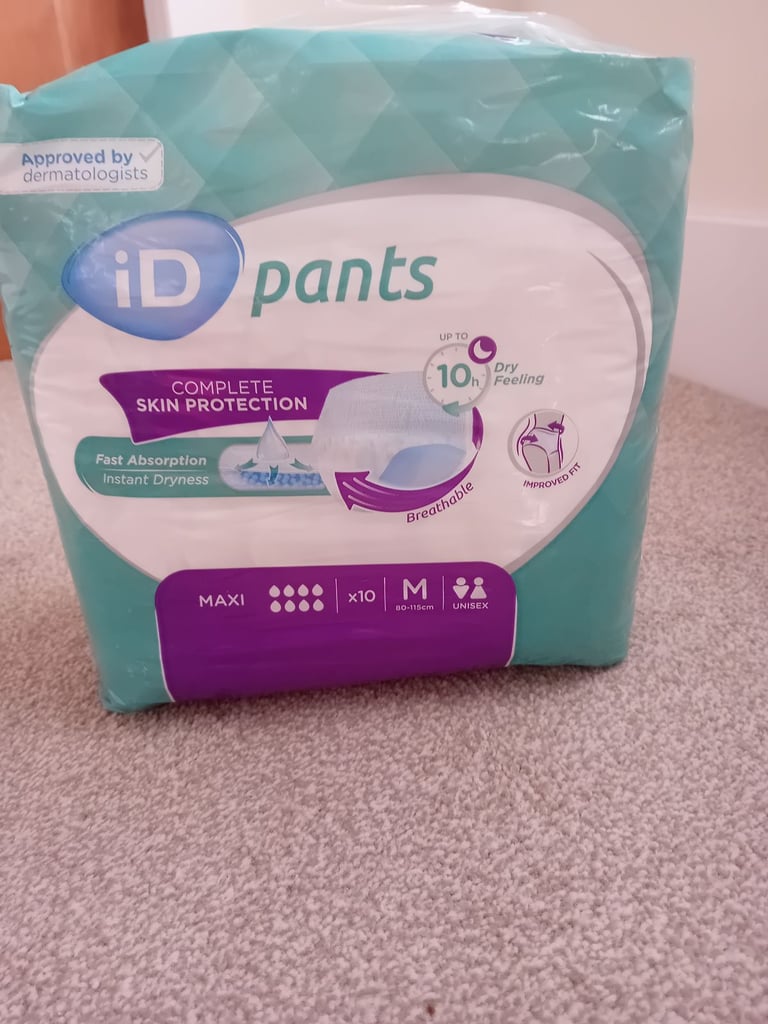 Approved by
dermatologists
iD pants
UP TO
10h
Dry
Feeling
COMPLETE
SKIN PROTECTION
Fast Absorption
Instant Dryness
Breathable
IMPROVED FIT
MAXI x10 M
80-115cm
UNISEX